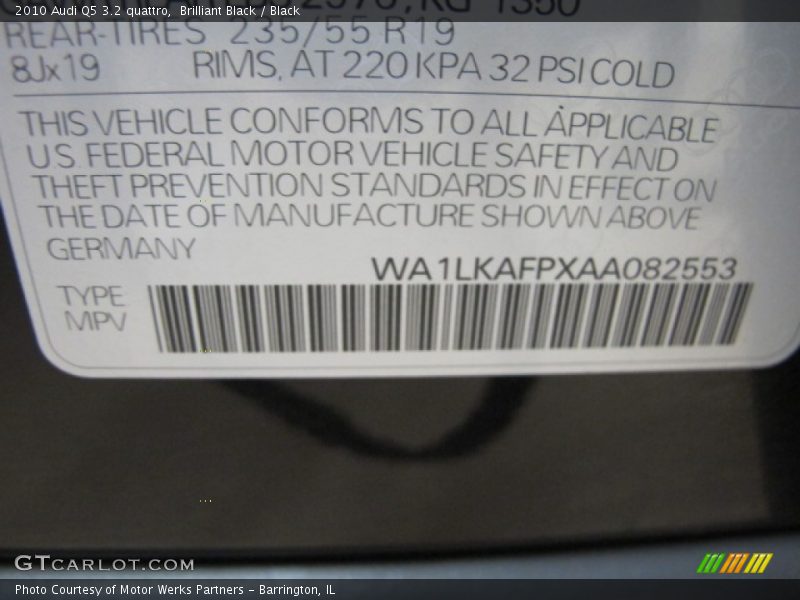 2010 Audi Q5 3.2 quattro, Brilliant Black / Black
REAR-TIRES 235/55 R19
8Jx19 RIMS, AT 220 KPA 32 PSI COLD
THIS VEHICLE CONFORMS TO ALL APPLICABLE
U.S. FEDERAL MOTOR VEHICLE SAFETY AND
THEFT PREVENTION STANDARDS IN EFFECT ON
THE DATE OF MANUFACTURE SHOWN ABOVE
GERMANY
WA1LKAFPXAA082553
TYPE
MPV
GTCARLOT.COM
Photo Courtesy of Motor Werks Partners - Barrington, IL